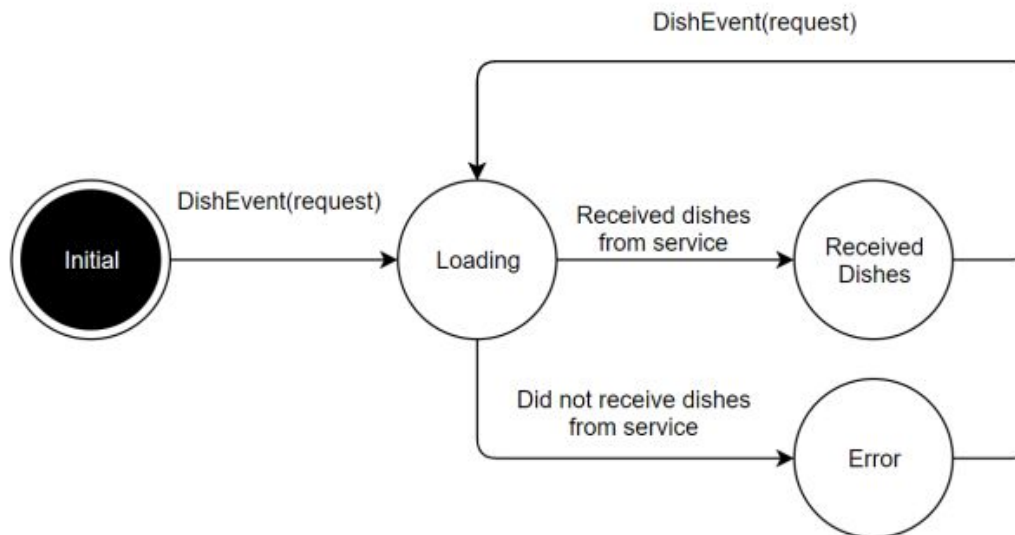 DishEvent(request)
DishEvent(request)
Initial
Loading
Received dishes
from service
Received
Dishes
Did not receive dishes
from service
Error